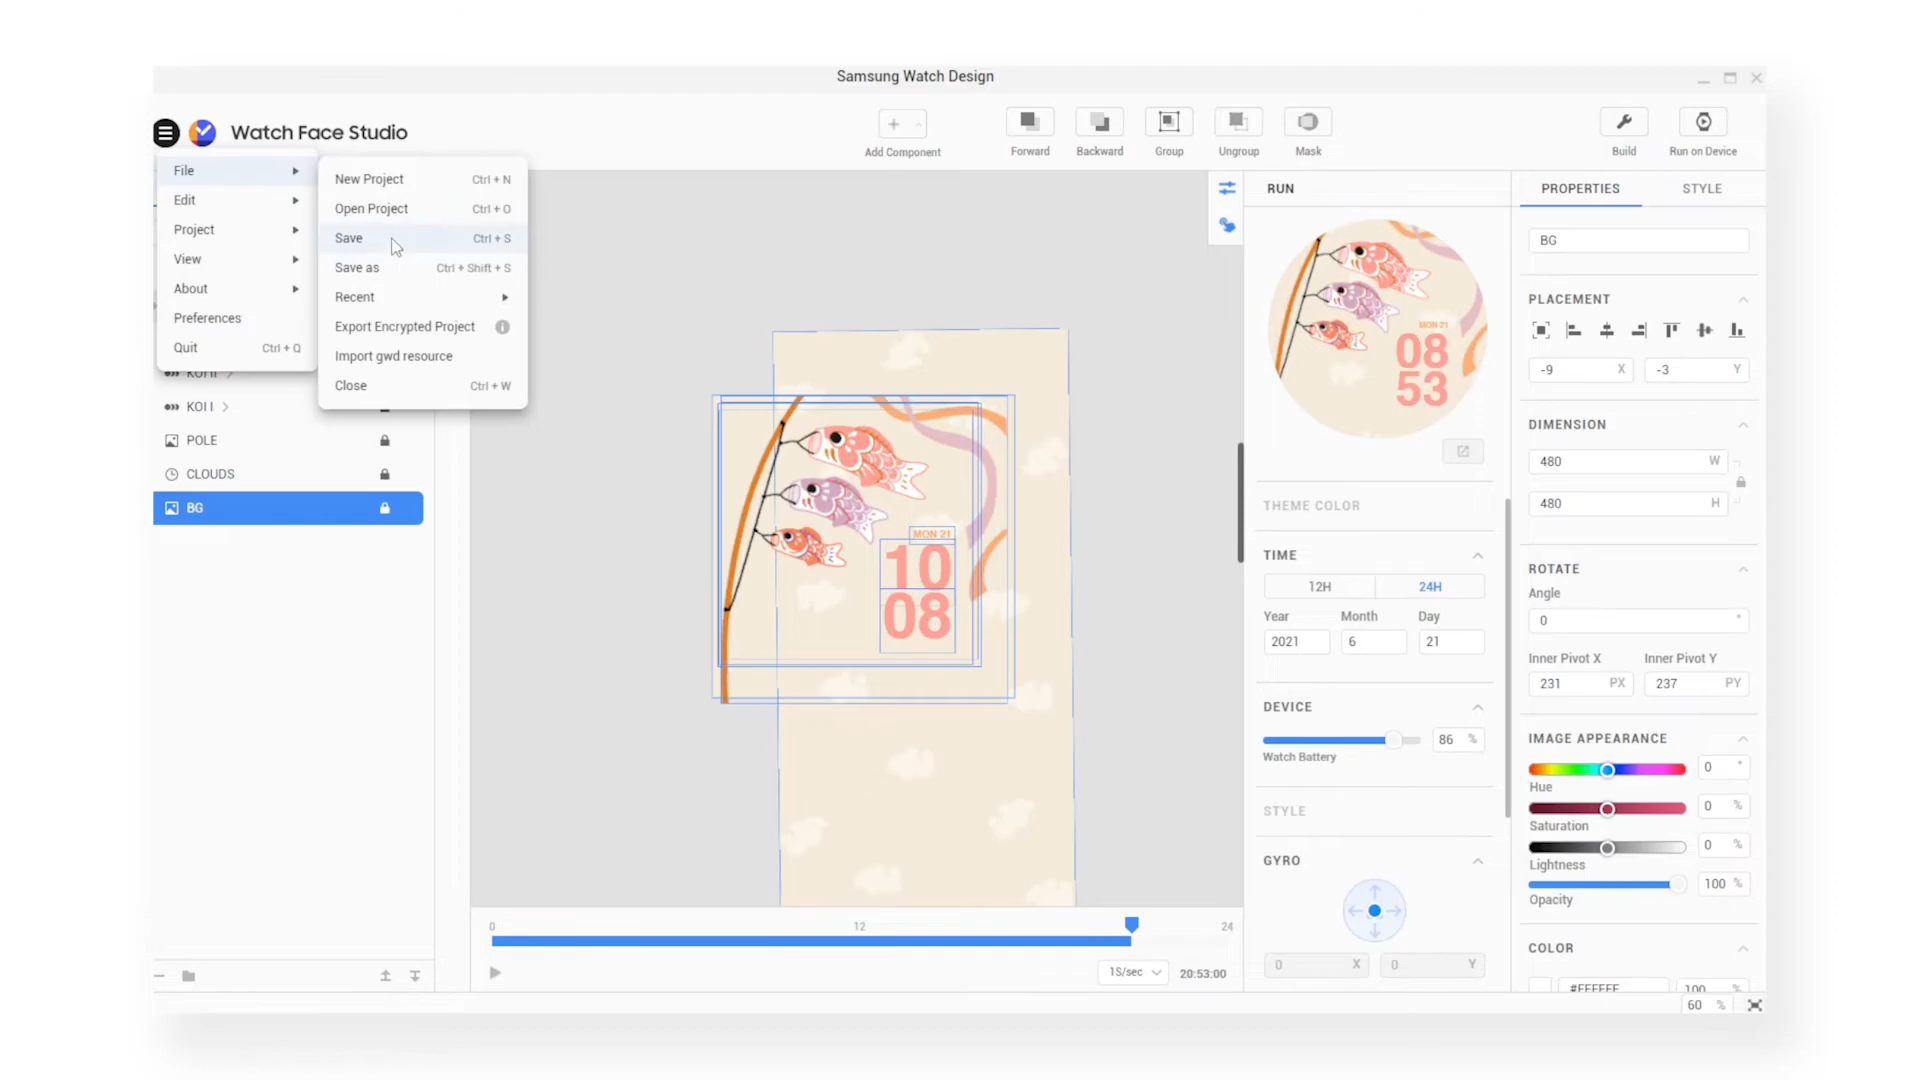 Samsung Watch Design
Watch Face Studio
Add Component
Forward
Backward
Group
Ungroup
Mask
Build
Run on Device
File
Edit
Project
View
About
Preferences
Quit Ctrl + Q
New Project Ctrl + N
Open Project Ctrl + O
Save Ctrl + S
Save as Ctrl + Shift + S
Recent
Export Encrypted Project
Import gwd resource
Close Ctrl + W
KOI I
POLE
CLOUDS
BG
MON 21
10
08
0
12
24
1S/sec
20:53:00
RUN
MON 21
08
53
THEME COLOR
TIME
12H 24H
Year Month Day
2021 6 21
DEVICE
86 %
Watch Battery
STYLE
GYRO
0 X 0 Y
PROPERTIES STYLE
BG
PLACEMENT
-9 X -3 Y
DIMENSION
480 W
480 H
ROTATE
Angle
0 °
Inner Pivot X Inner Pivot Y
231 PX 237 PY
IMAGE APPEARANCE
0 °
Hue
0 %
Saturation
0 %
Lightness
100 %
Opacity
COLOR
#FFFFFF 100 %
60 %